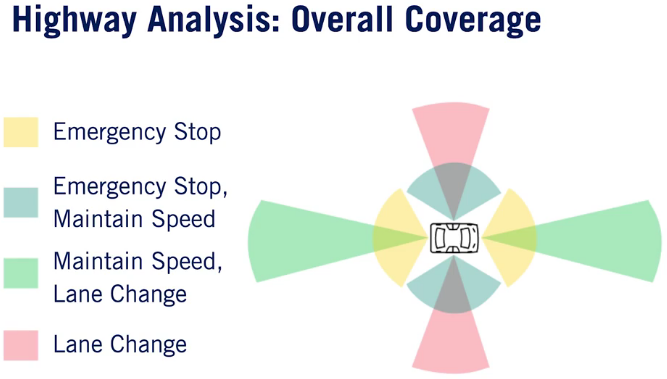 Highway Analysis: Overall Coverage
Emergency Stop
Emergency Stop,
Maintain Speed
Maintain Speed,
Lane Change
Lane Change